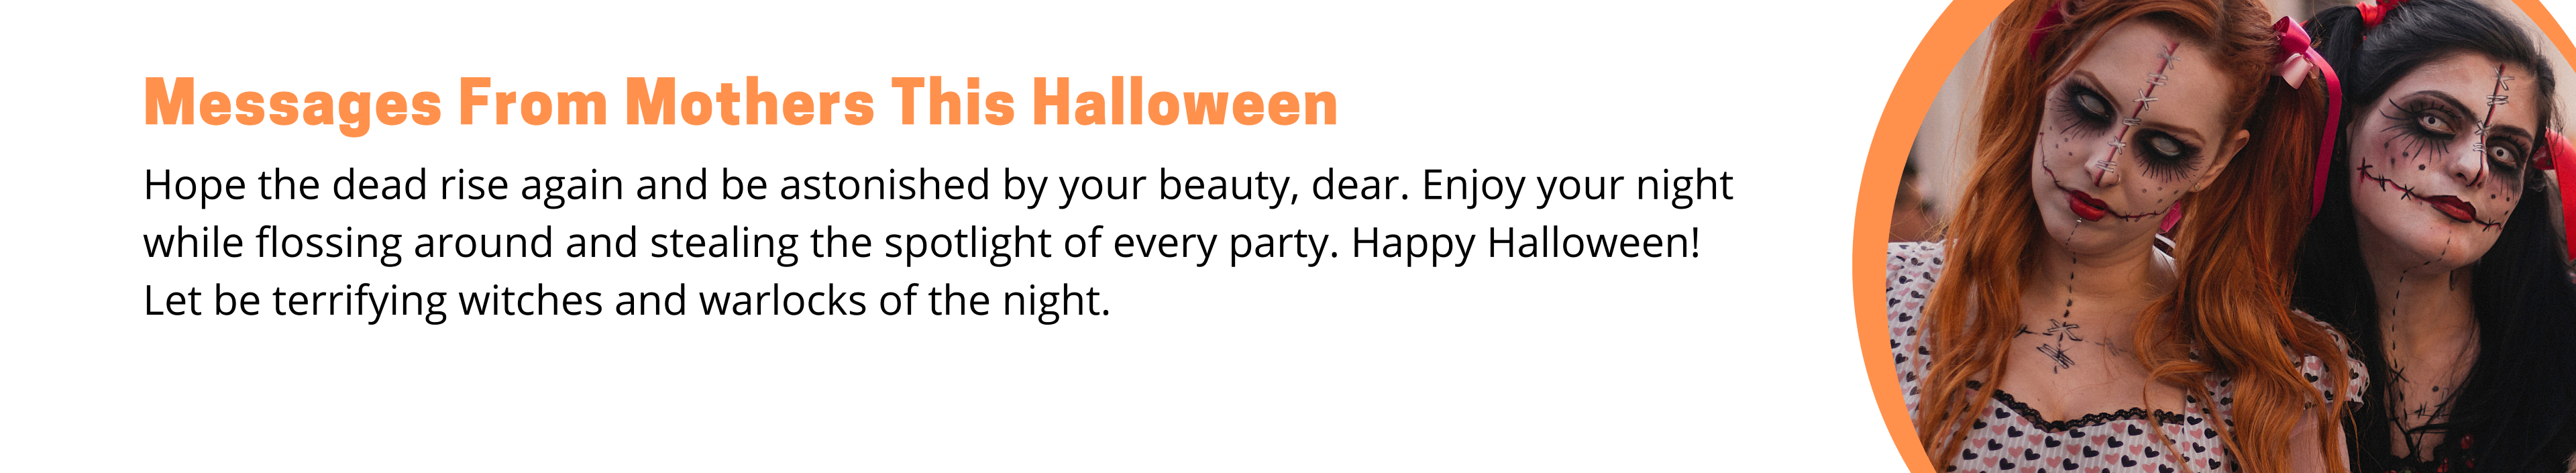 Messages From Mothers This Halloween
Hope the dead rise again and be astonished by your beauty, dear. Enjoy your night
while flossing around and stealing the spotlight of every party. Happy Halloween!
Let be terrifying witches and warlocks of the night.